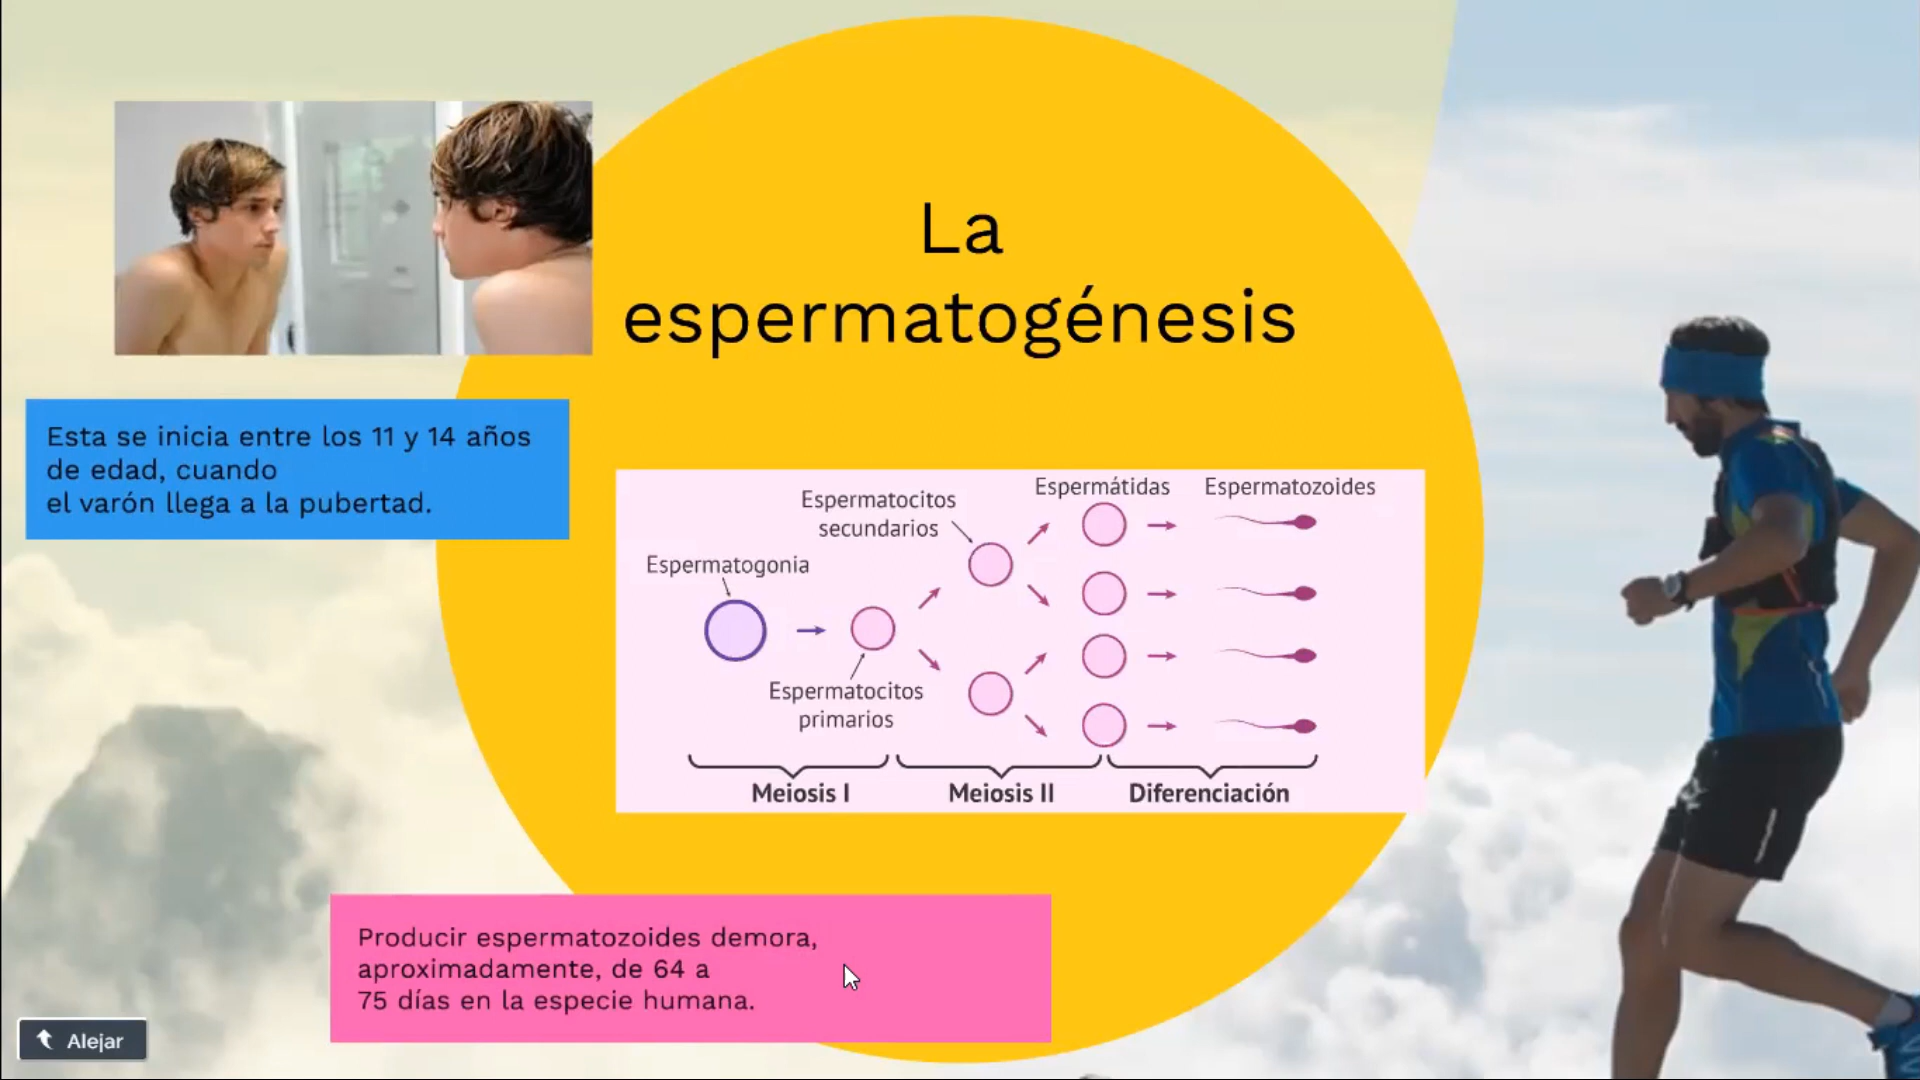 La
espermatogénesis
Esta se inicia entre los 11 y 14 años
de edad, cuando
el varón llega a la pubertad.
Espermatogonia
Espermatocitos
primarios
Espermatocitos
secundarios
Espermátidas
Espermatozoides
Meiosis I
Meiosis II
Diferenciación
Producir espermatozoides demora,
aproximadamente, de 64 a
75 días en la especie humana.
Alejar